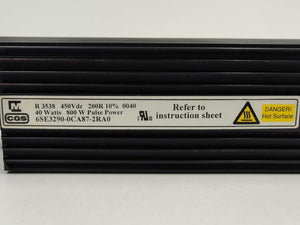 M
CGS
R 3538 450Vdc 200R 10% 0040
40 Watts 800 W Pulse Power
6SE3290-0CA87-2RA0
Refer to
instruction sheet
DANGER!
Hot Surface